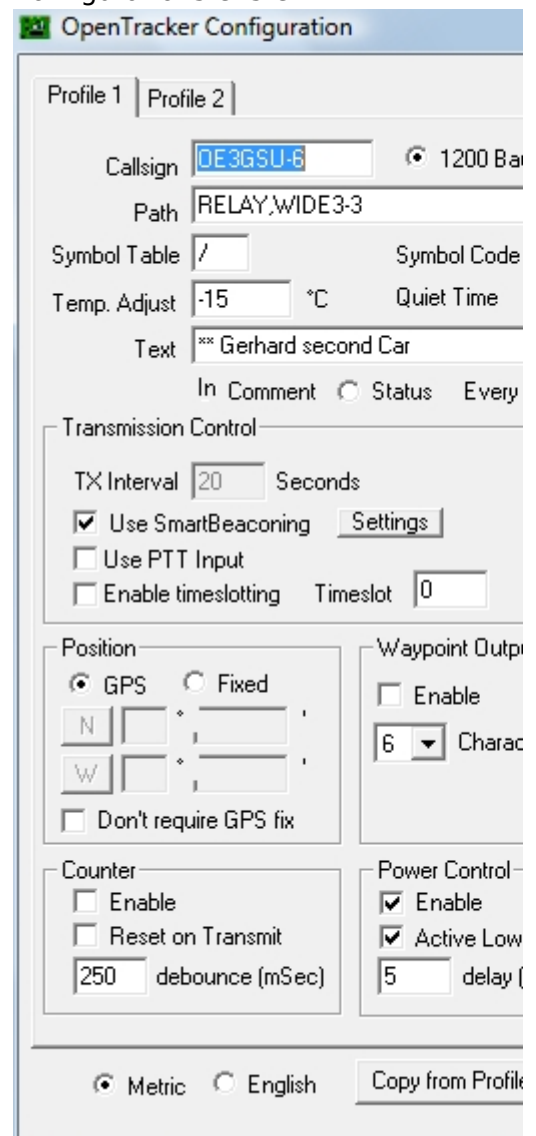 OpenTracker Configuration
Profile 1 Profile 2
Callsign OE3GSU-6 1200 Bau
Path RELAY,WIDE3-3
Symbol Table / Symbol Code
Temp. Adjust -15 °C Quiet Time
Text ** Gerhard second Car
In Comment Status Every
Transmission Control
TX Interval 20 Seconds
Use SmartBeaconing Settings
Use PTT Input
Enable timeslotting Timeslot 0
Position Waypoint Outp
GPS Fixed Enable
N ° , '
6 Charac
W ° , '
Don't require GPS fix
Counter Power Control
Enable Enable
Reset on Transmit Active Low
250 debounce (mSec) 5 delay (
Metric English Copy from Profile